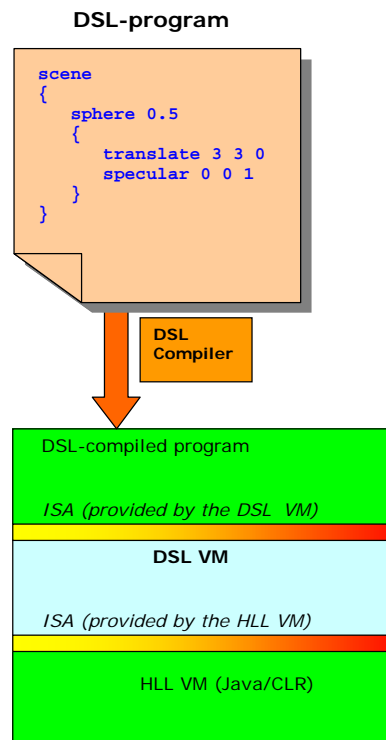 DSL-program
scene
{
sphere 0.5
{
translate 3 3 0
specular 0 0 1
}
}
DSL
Compiler
DSL-compiled program
ISA (provided by the DSL VM)
DSL VM
ISA (provided by the HLL VM)
HLL VM (Java/CLR)